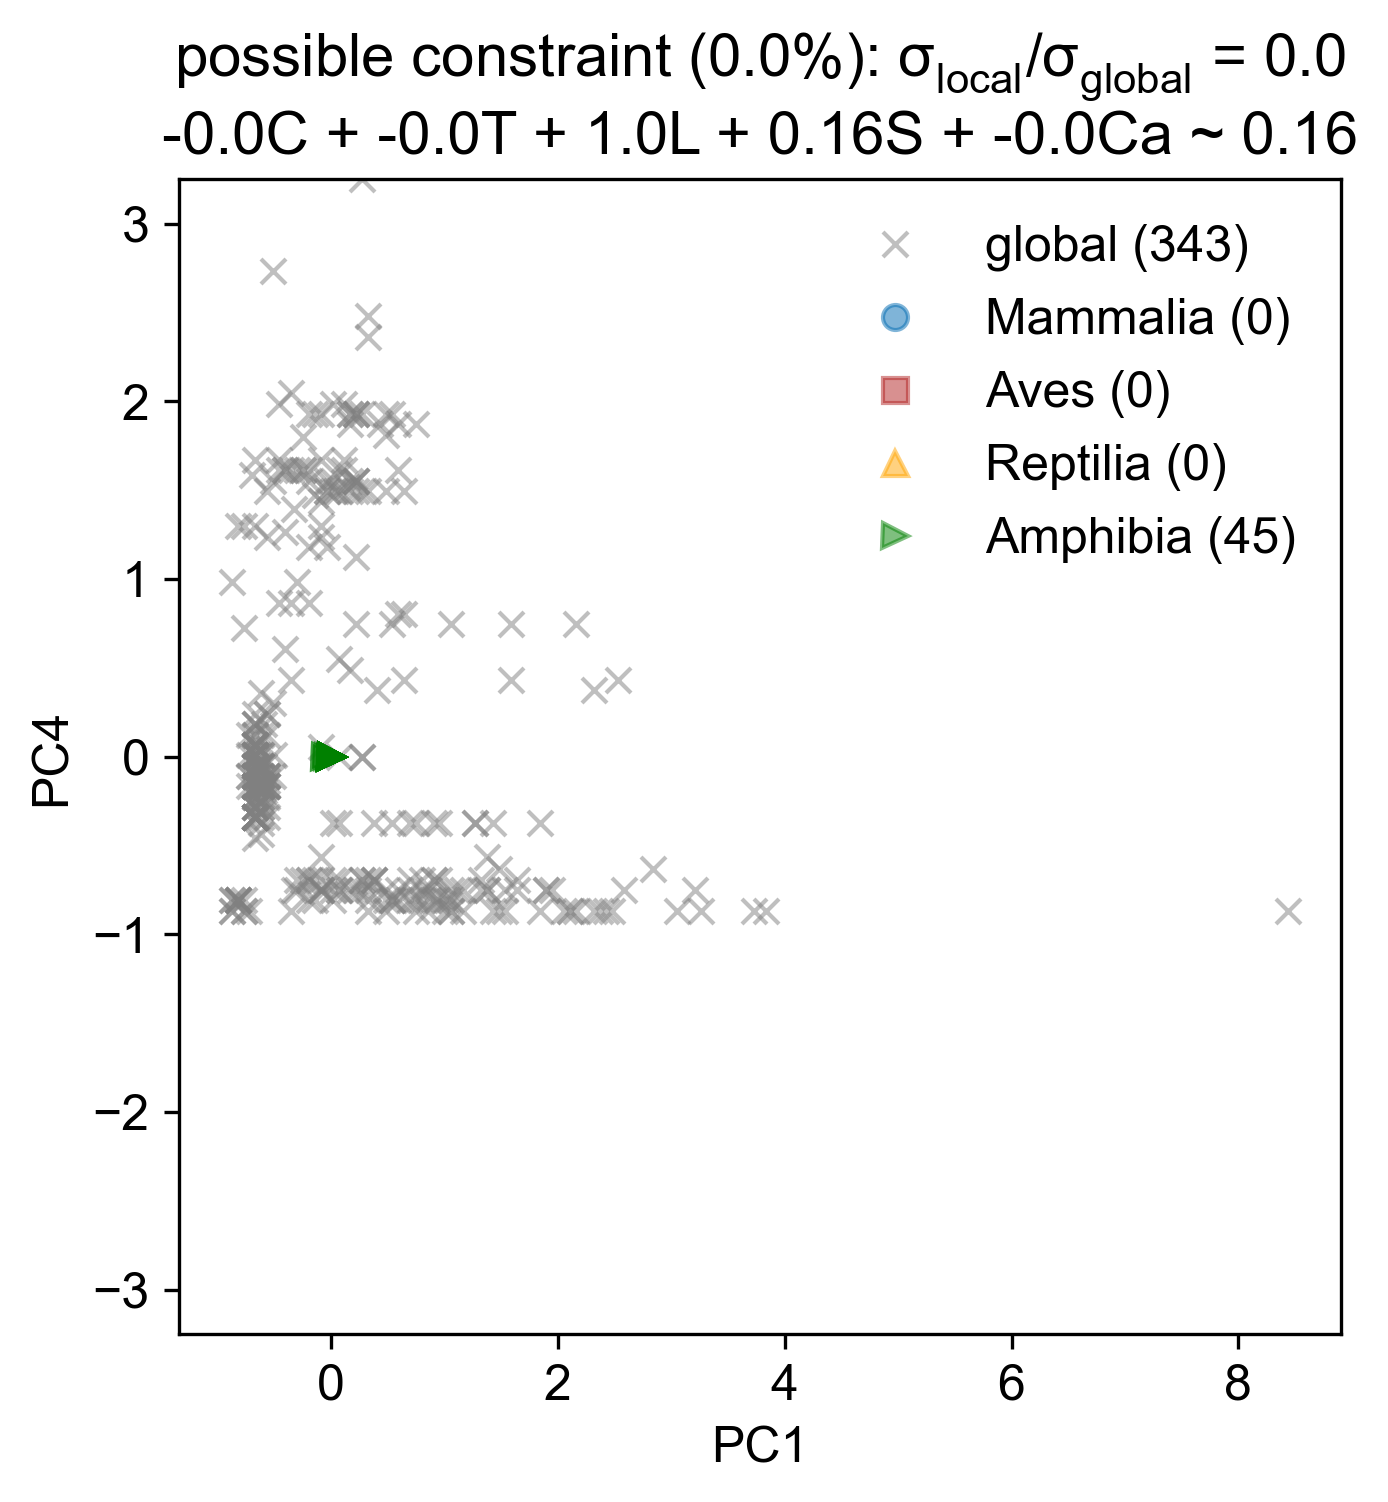 possible constraint (0.0%): σlocal/σglobal = 0.0
-0.0C + -0.0T + 1.0L + 0.16S + -0.0Ca ~ 0.16
global (343)
Mammalia (0)
Aves (0)
Reptilia (0)
Amphibia (45)
3
2
1
0
−1
−2
−3
PC4
0 2 4 6 8
PC1